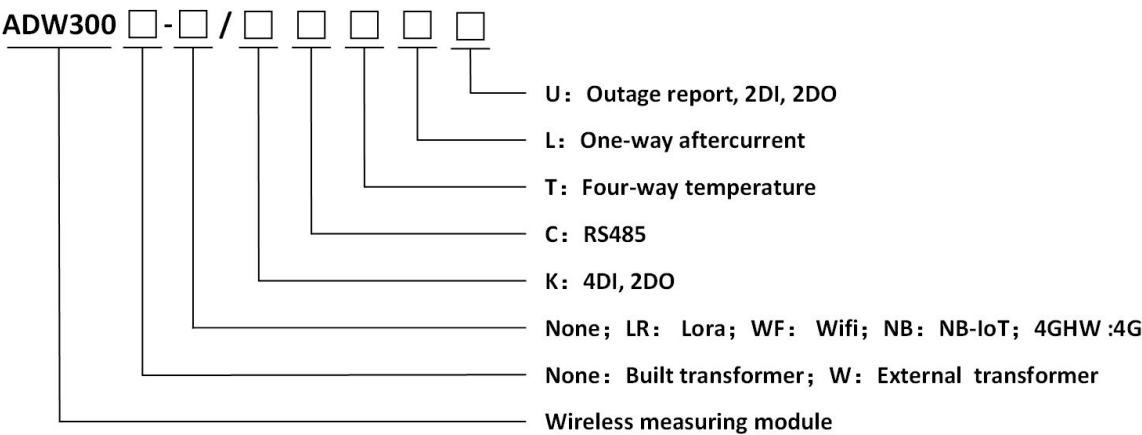 ADW300 □ - □ / □ □ □ □ □
U：Outage report, 2DI, 2DO
L：One-way aftercurrent
T：Four-way temperature
C：RS485
K：4DI, 2DO
None；LR：Lora；WF：Wifi；NB：NB-IoT；4GHW :4G
None：Built transformer；W：External transformer
Wireless measuring module